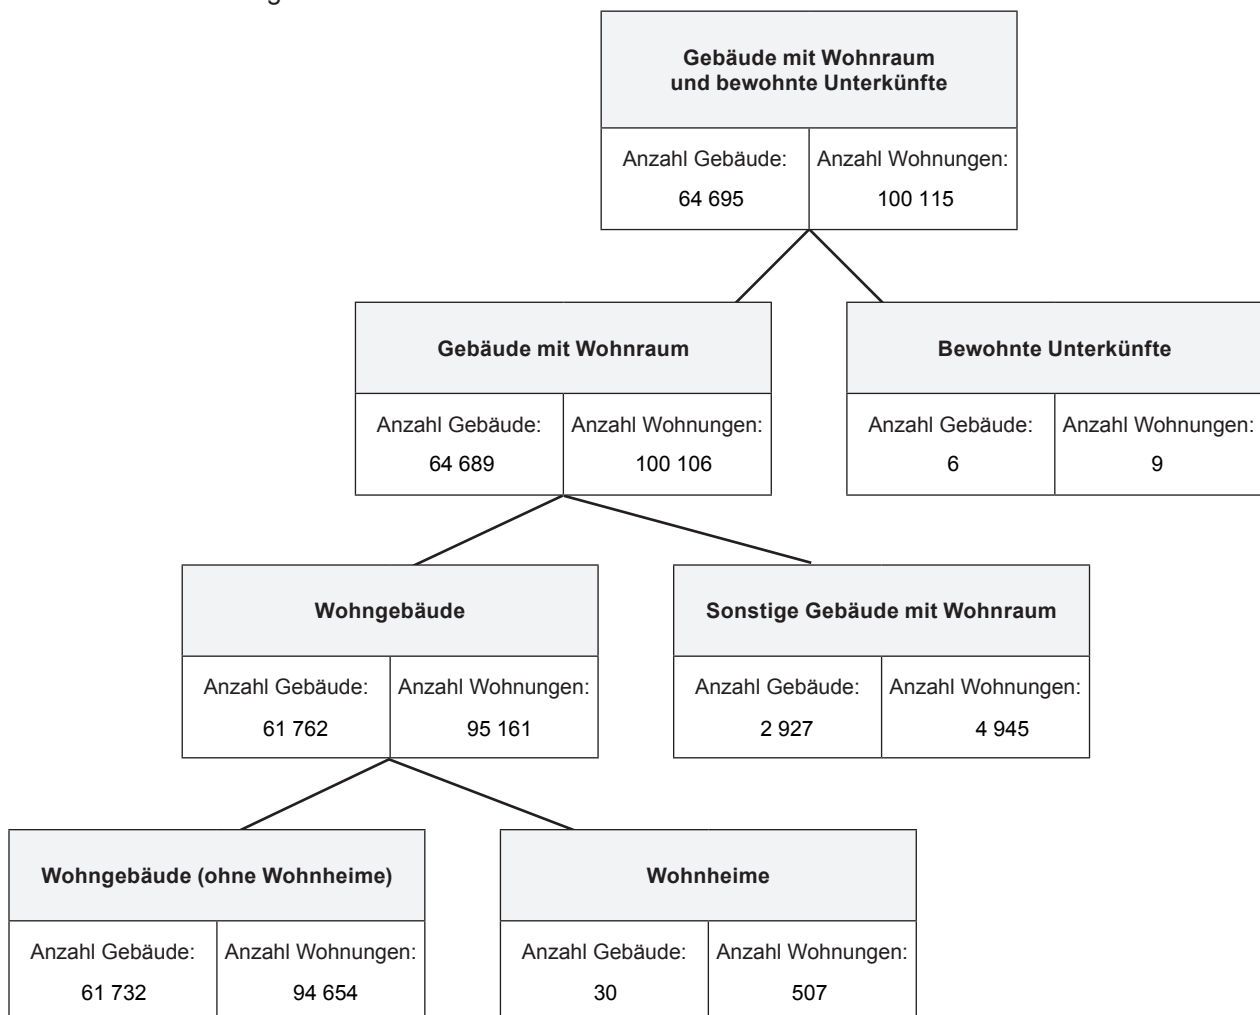 Gebäude mit Wohnraum
und bewohnte Unterkünfte
Anzahl Gebäude: Anzahl Wohnungen:
64 695 100 115
Gebäude mit Wohnraum
Anzahl Gebäude: Anzahl Wohnungen:
64 689 100 106
Bewohnte Unterkünfte
Anzahl Gebäude: Anzahl Wohnungen:
6 9
Wohngebäude
Anzahl Gebäude: Anzahl Wohnungen:
61 762 95 161
Sonstige Gebäude mit Wohnraum
Anzahl Gebäude: Anzahl Wohnungen:
2 927 4 945
Wohngebäude (ohne Wohnheime)
Anzahl Gebäude: Anzahl Wohnungen:
61 732 94 654
Wohnheime
Anzahl Gebäude: Anzahl Wohnungen:
30 507